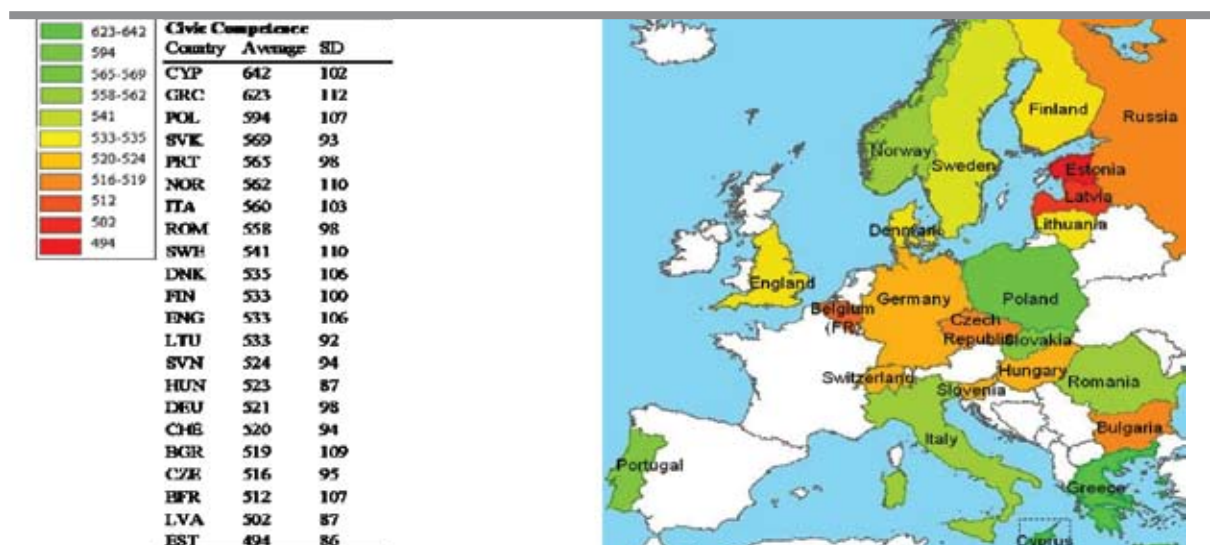 623-642
594
565-569
558-562
541
533-535
520-524
516-519
512
502
494
Civic Competence
Country Average SD
CYP 642 102
GRC 623 112
POL 594 107
SVK 569 93
PRT 565 98
NOR 562 110
ITA 560 103
ROM 558 98
SWE 541 110
DNK 535 106
FIN 533 100
ENG 533 106
LTU 533 92
SVN 524 94
HUN 523 87
DEU 521 98
CHE 520 94
BGR 519 109
CZE 516 95
BFR 512 107
LVA 502 87
EST 494 86
Finland
Russia
Norway
Sweden
Estonia
Latvia
Lithuania
Denmark
England
Germany
Poland
Belgium
(FR)
Czech
Republic
Slovakia
Switzerland
Hungary
Slovenia
Romania
Italy
Bulgaria
Portugal
Greece
Cyprus